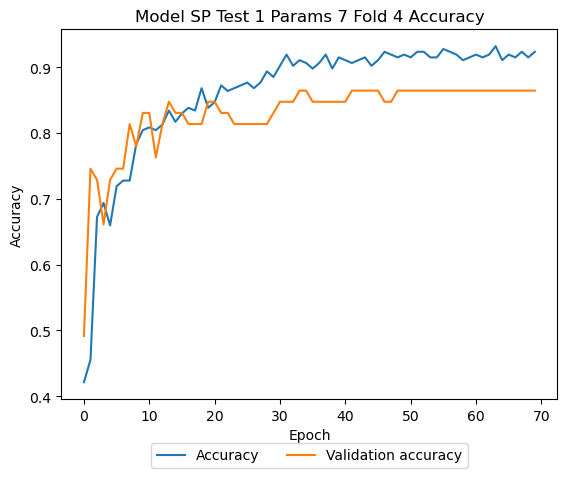 Model SP Test 1 Params 7 Fold 4 Accuracy
0.9
0.8
0.7
0.6
0.5
0.4
Accuracy
0 10 20 30 40 50 60 70
Epoch
Accuracy Validation accuracy